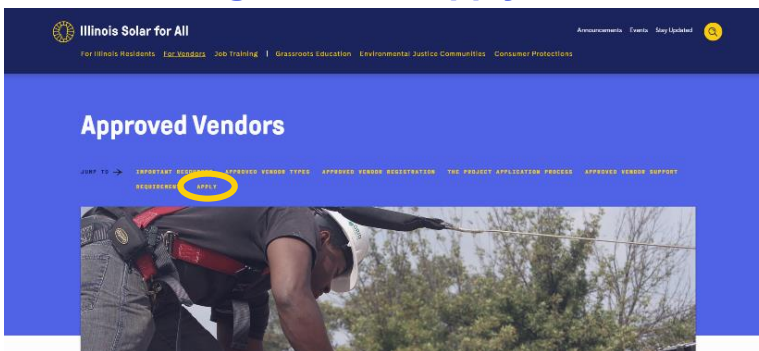 Illinois Solar for All
Announcements Events Stay Updated
For Illinois Residents For Vendors Job Training | Grassroots Education Environmental Justice Communities Consumer Protections
Approved Vendors
JUMP TO → IMPORTANT APPROVED VENDOR TYPES APPROVED VENDOR REGISTRATION THE PROJECT APPLICATION PROCESS APPROVED VENDOR SUPPORT
APPLY